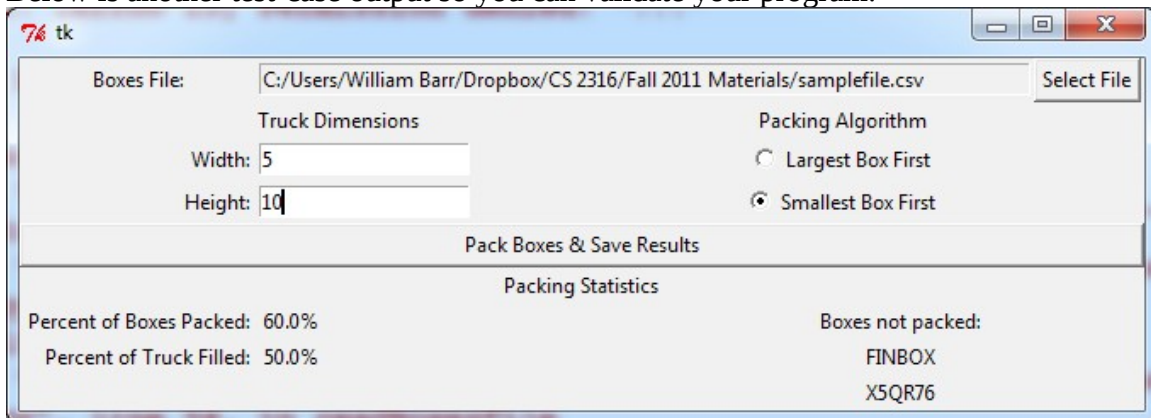 Below is another test case output so you can validate your program.
tk
Boxes File: C:/Users/William Barr/Dropbox/CS 2316/Fall 2011 Materials/samplefile.csv Select File
Truck Dimensions Packing Algorithm
Width: 5 Largest Box First
Height: 10 Smallest Box First
Pack Boxes & Save Results
Packing Statistics
Percent of Boxes Packed: 60.0% Boxes not packed:
Percent of Truck Filled: 50.0% FINBOX
X5QR76